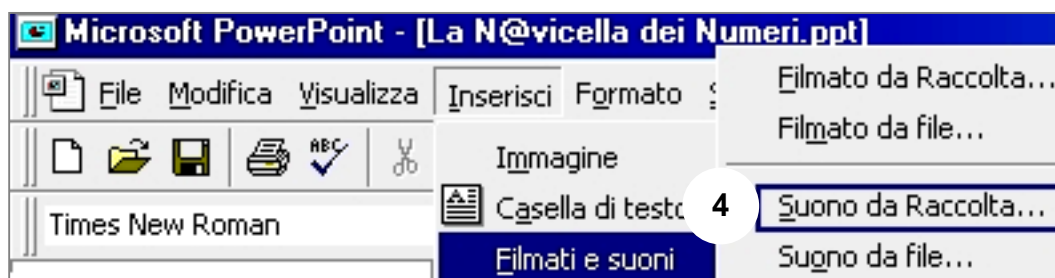 Microsoft PowerPoint - [La N@vicella dei Numeri.ppt]
File Modifica Visualizza Inserisci Formato
Filmato da Raccolta...
Filmato da file...
ABC
Immagine
Casella di testo
4
Suono da Raccolta...
Times New Roman
Filmati e suoni
Suono da file...